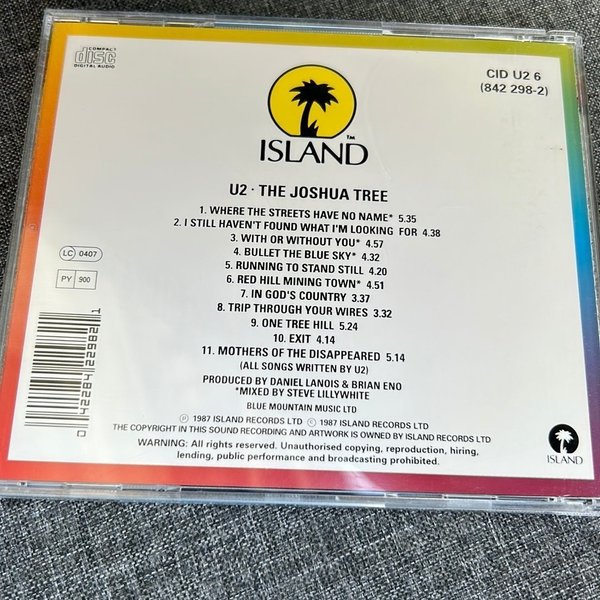 COMPACT
disc
DIGITAL AUDIO
CID U2 6
(842 298-2)
ISLAND™
U2 · THE JOSHUA TREE
1. WHERE THE STREETS HAVE NO NAME* 5.35
2. I STILL HAVEN'T FOUND WHAT I'M LOOKING FOR 4.38
3. WITH OR WITHOUT YOU* 4.57
4. BULLET THE BLUE SKY* 4.32
5. RUNNING TO STAND STILL 4.20
6. RED HILL MINING TOWN* 4.51
7. IN GOD'S COUNTRY 3.37
8. TRIP THROUGH YOUR WIRES 3.32
9. ONE TREE HILL 5.24
10. EXIT 4.14
11. MOTHERS OF THE DISAPPEARED 5.14
(ALL SONGS WRITTEN BY U2)
PRODUCED BY DANIEL LANOIS & BRIAN ENO
*MIXED BY STEVE LILLYWHITE
BLUE MOUNTAIN MUSIC LTD
℗ 1987 ISLAND RECORDS LTD © 1987 ISLAND RECORDS LTD
THE COPYRIGHT IN THIS SOUND RECORDING AND ARTWORK IS OWNED BY ISLAND RECORDS LTD
WARNING: All rights reserved. Unauthorised copying, reproduction, hiring,
lending, public performance and broadcasting prohibited.
LC 0407
PY 900
ISLAND